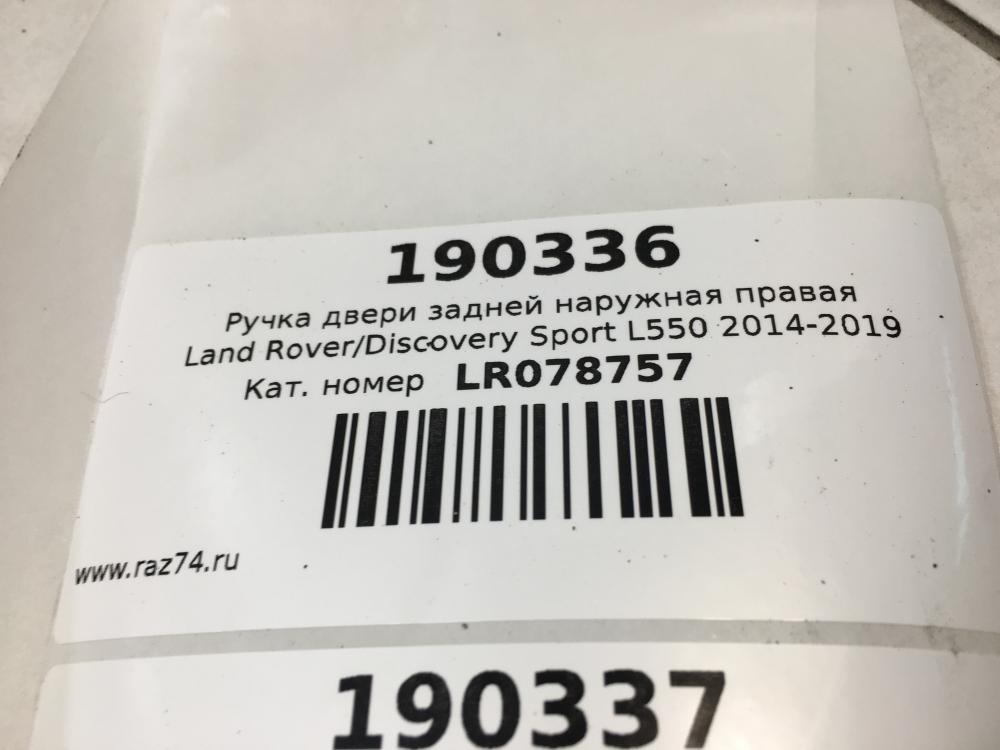 190336
Ручка двери задней наружная правая
Land Rover/Discovery Sport L550 2014-2019
Кат. номер LR078757
www.raz74.ru
190337